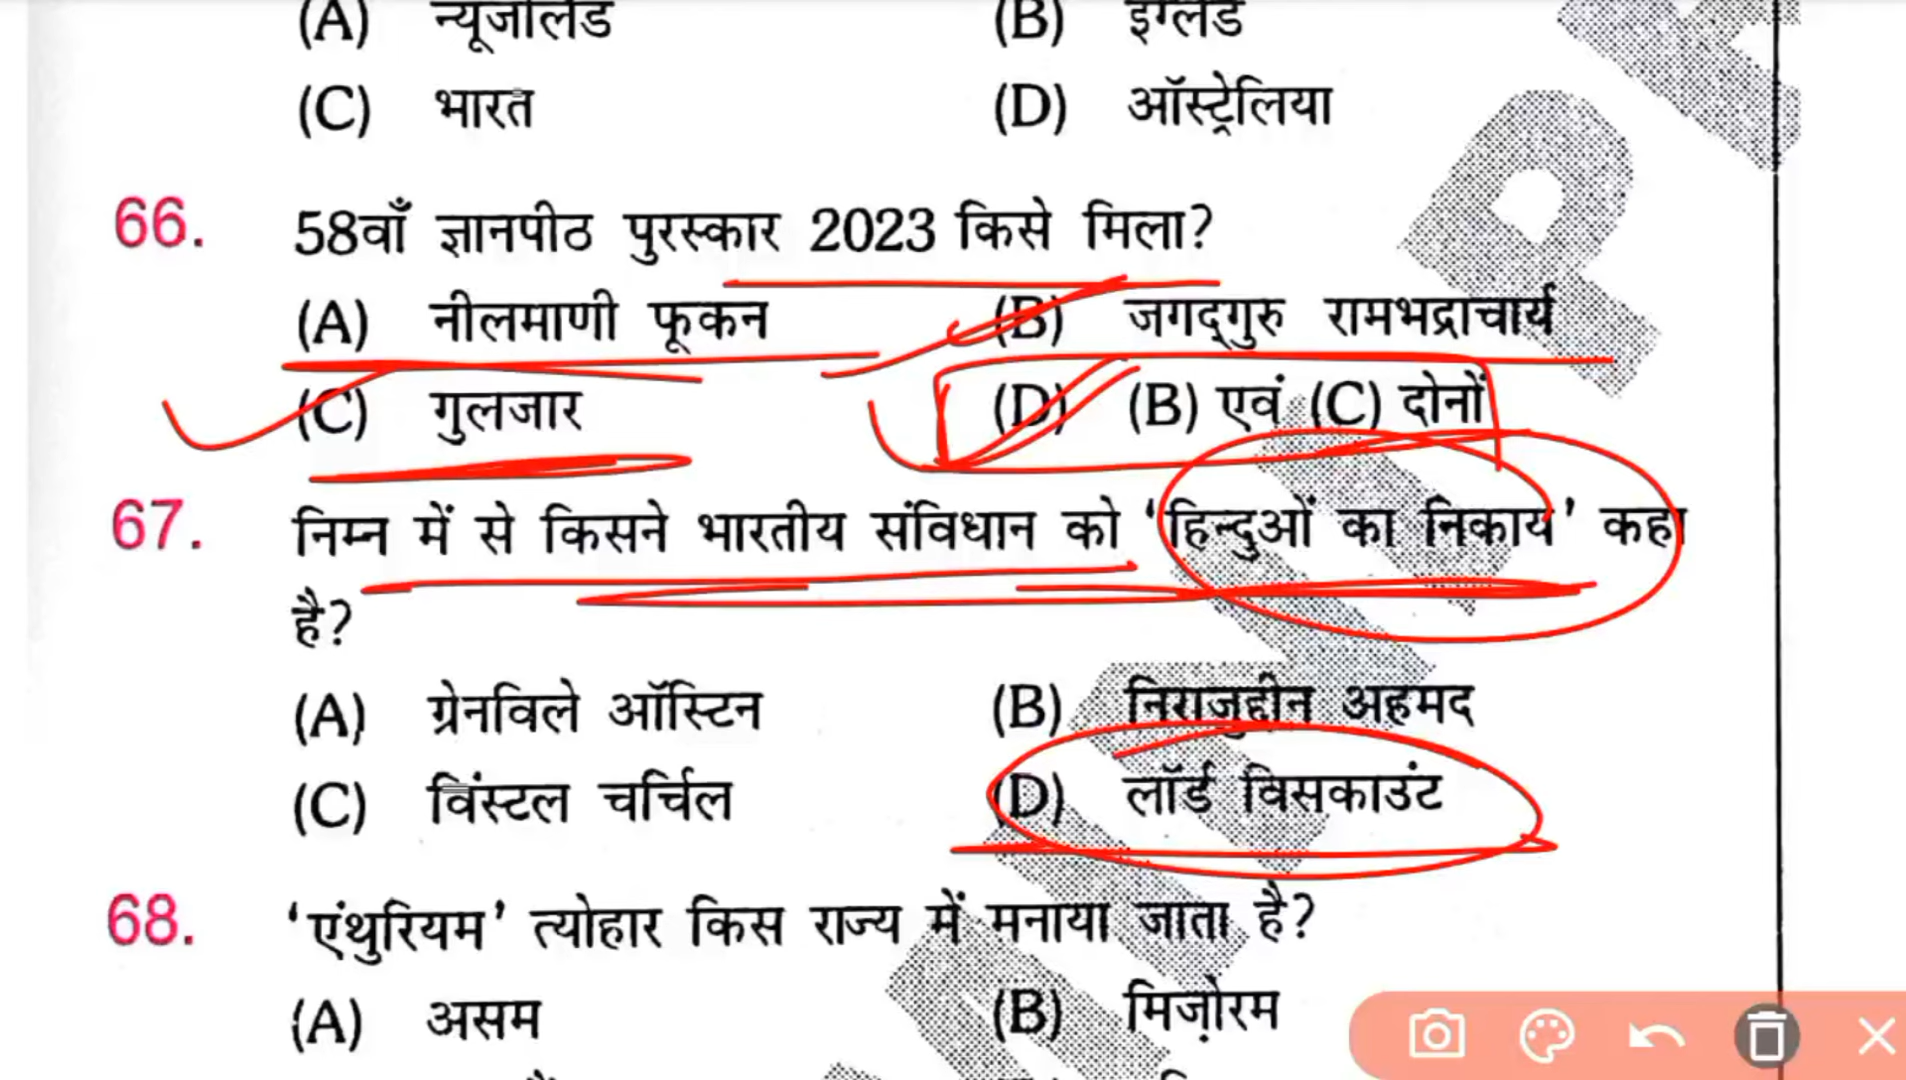 (A) न्यूजीलैंड (B) इंग्लैंड
(C) भारत (D) ऑस्ट्रेलिया
66. 58वाँ ज्ञानपीठ पुरस्कार 2023 किसे मिला?
(A) नीलमाणी फूकन (B) जगद्गुरु रामभद्राचार्य
(C) गुलजार (D) (B) एवं (C) दोनों
67. निम्न में से किसने भारतीय संविधान को ‘हिन्दुओं का निकाय’ कहा
है?
(A) ग्रेनविले ऑस्टिन (B) निराजुद्दीन अहमद
(C) विंस्टल चर्चिल (D) लॉर्ड विसकाउंट
68. ‘एंथुरियम’ त्योहार किस राज्य में मनाया जाता है?
(A) असम (B) मिज़ोरम